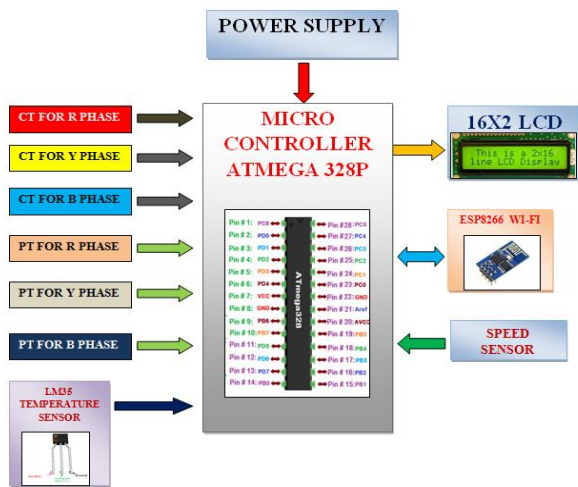 POWER SUPPLY
CT FOR R PHASE
CT FOR Y PHASE
CT FOR B PHASE
PT FOR R PHASE
PT FOR Y PHASE
PT FOR B PHASE
LM35
TEMPERATURE
SENSOR
MICRO
CONTROLLER
ATMEGA 328P
Pin # 1: PC6
Pin # 2: PD0
Pin # 3: PD1
Pin # 4: PD2
Pin # 5: PD3
Pin # 6: PD4
Pin # 7: VCC
Pin # 8: GND
Pin # 9: PB6
Pin # 10: PB7
Pin # 11: PD5
Pin # 12: PD6
Pin # 13: PD7
Pin # 14: PB0
ATmega328
Pin #28: PC5
Pin #27: PC4
Pin #26: PC3
Pin # 25: PC2
Pin # 24: PC1
Pin # 23: PC0
Pin # 22: GND
Pin # 21: Aref
Pin # 20: AVCC
Pin # 19: PB5
Pin # 18: PB4
Pin # 17: PB3
Pin # 16: PB2
Pin # 15: PB1
16X2 LCD
This is a 2x16
line LCD Display
ESP8266 WI-FI
SPEED
SENSOR